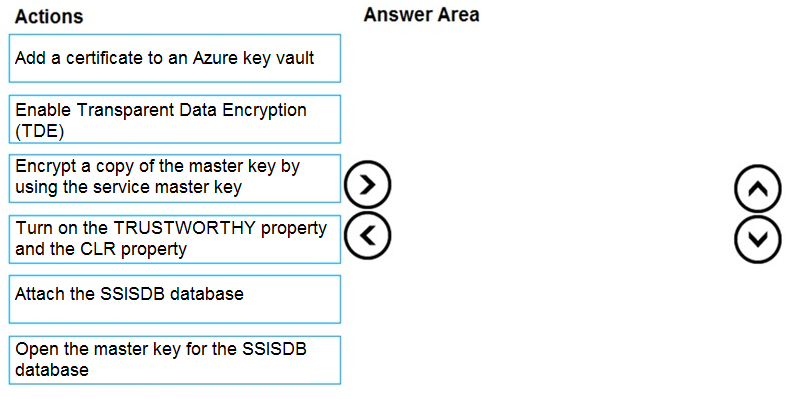 Actions
Answer Area
Add a certificate to an Azure key vault
Enable Transparent Data Encryption
(TDE)
Encrypt a copy of the master key by
using the service master key
Turn on the TRUSTWORTHY property
and the CLR property
Attach the SSISDB database
Open the master key for the SSISDB
database